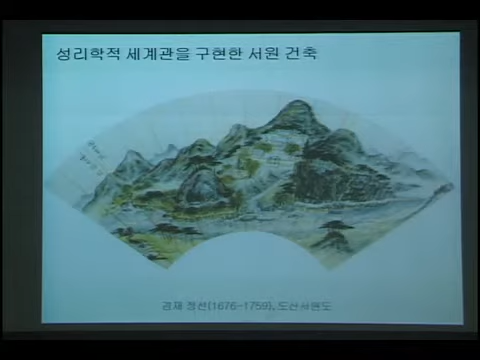 성리학적 세계관을 구현한 서원 건축
겸재 정선(1676-1759), 도산서원도